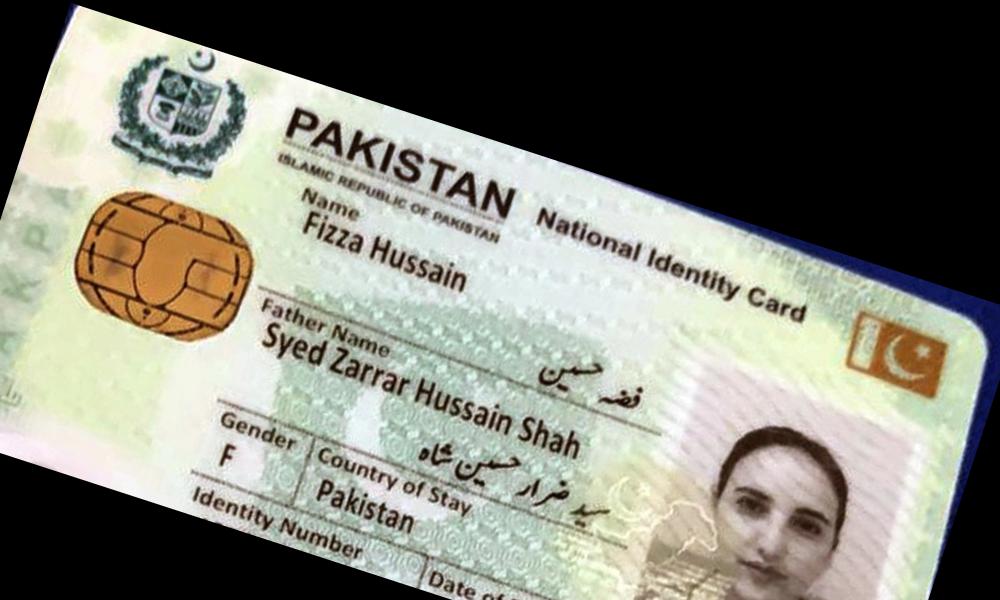 PAKISTAN
National Identity Card
ISLAMIC REPUBLIC OF PAKISTAN
Name
Fizza Hussain
فضہ حسین
Father Name
Syed Zarrar Hussain Shah
سید ضرار حسین شاہ
Gender
F
Country of Stay
Pakistan
Identity Number
Date of